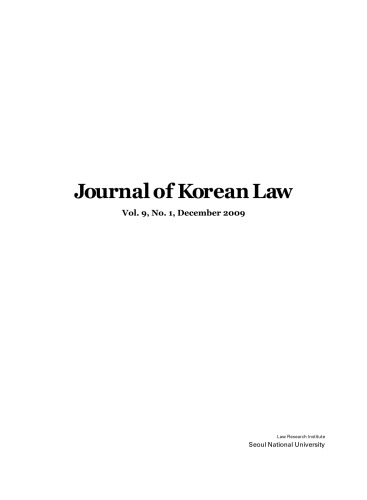 Journal of Korean Law
Vol. 9, No. 1, December 2009
Law Research Institute
Seoul National University